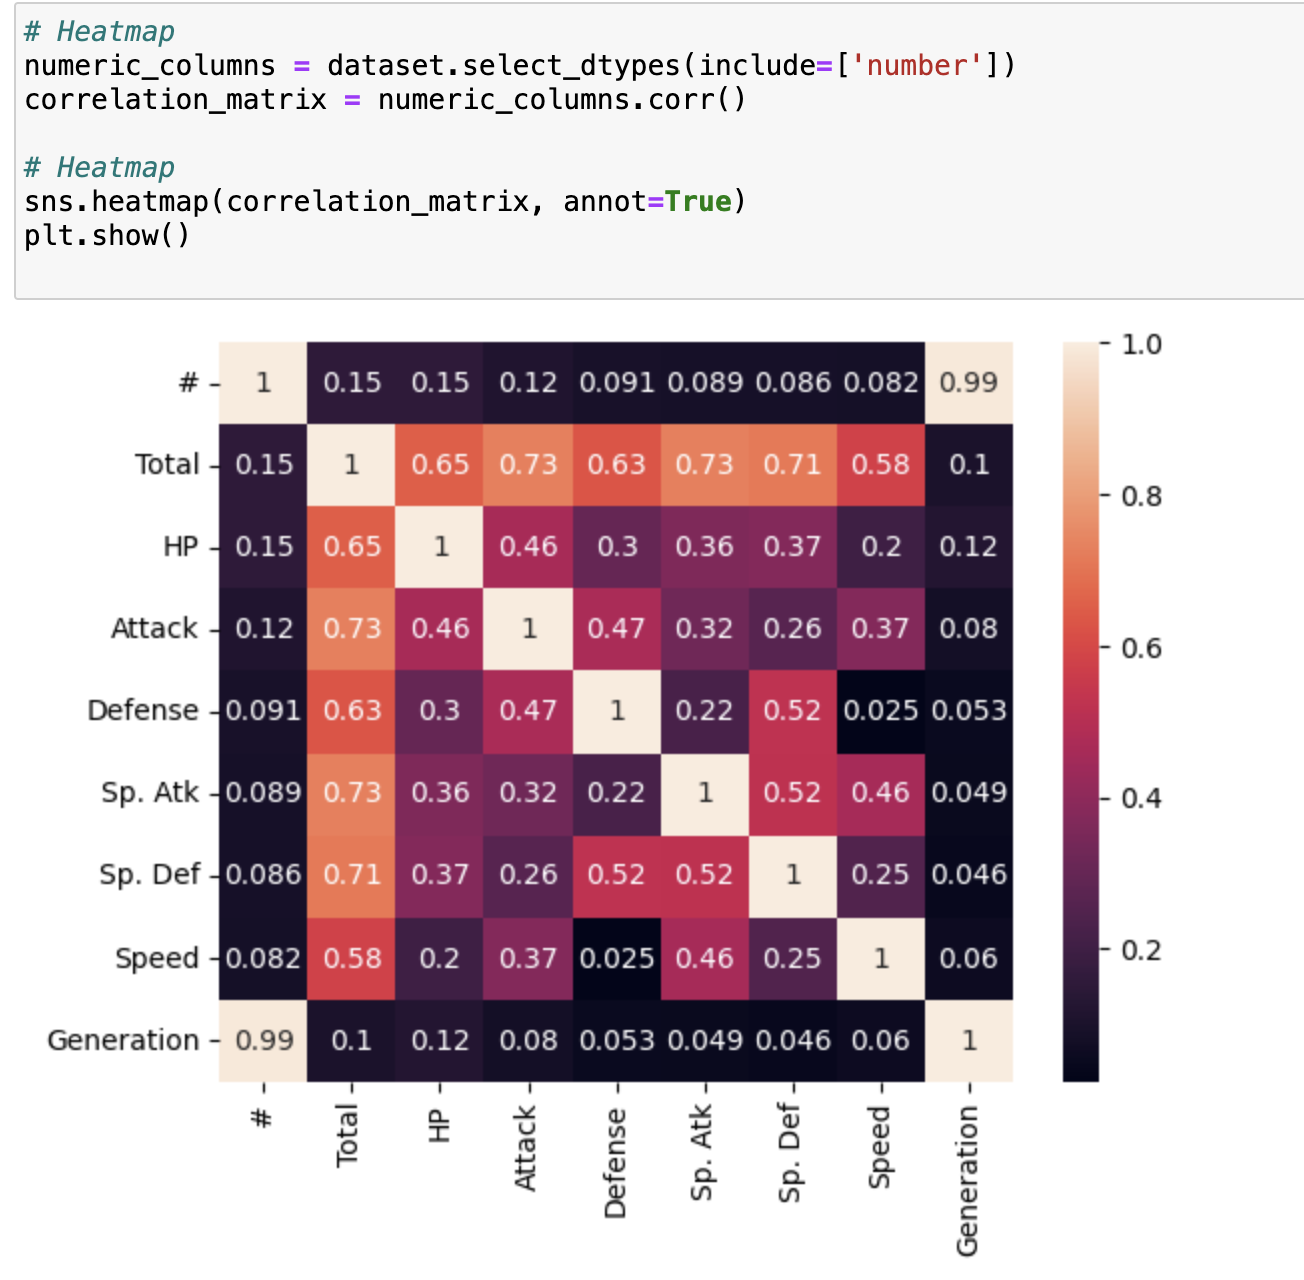 # Heatmap
numeric_columns = dataset.select_dtypes(include=['number'])
correlation_matrix = numeric_columns.corr()
# Heatmap
sns.heatmap(correlation_matrix, annot=True)
plt.show()
# 1 0.15 0.15 0.12 0.091 0.089 0.086 0.082 0.99
Total 0.15 1 0.65 0.73 0.63 0.73 0.71 0.58 0.1
HP 0.15 0.65 1 0.46 0.3 0.36 0.37 0.2 0.12
Attack 0.12 0.73 0.46 1 0.47 0.32 0.26 0.37 0.08
Defense 0.091 0.63 0.3 0.47 1 0.22 0.52 0.025 0.053
Sp. Atk 0.089 0.73 0.36 0.32 0.22 1 0.52 0.46 0.049
Sp. Def 0.086 0.71 0.37 0.26 0.52 0.52 1 0.25 0.046
Speed 0.082 0.58 0.2 0.37 0.025 0.46 0.25 1 0.06
Generation 0.99 0.1 0.12 0.08 0.053 0.049 0.046 0.06 1
# Total HP Attack Defense Sp. Atk Sp. Def Speed Generation
1.0
0.8
0.6
0.4
0.2